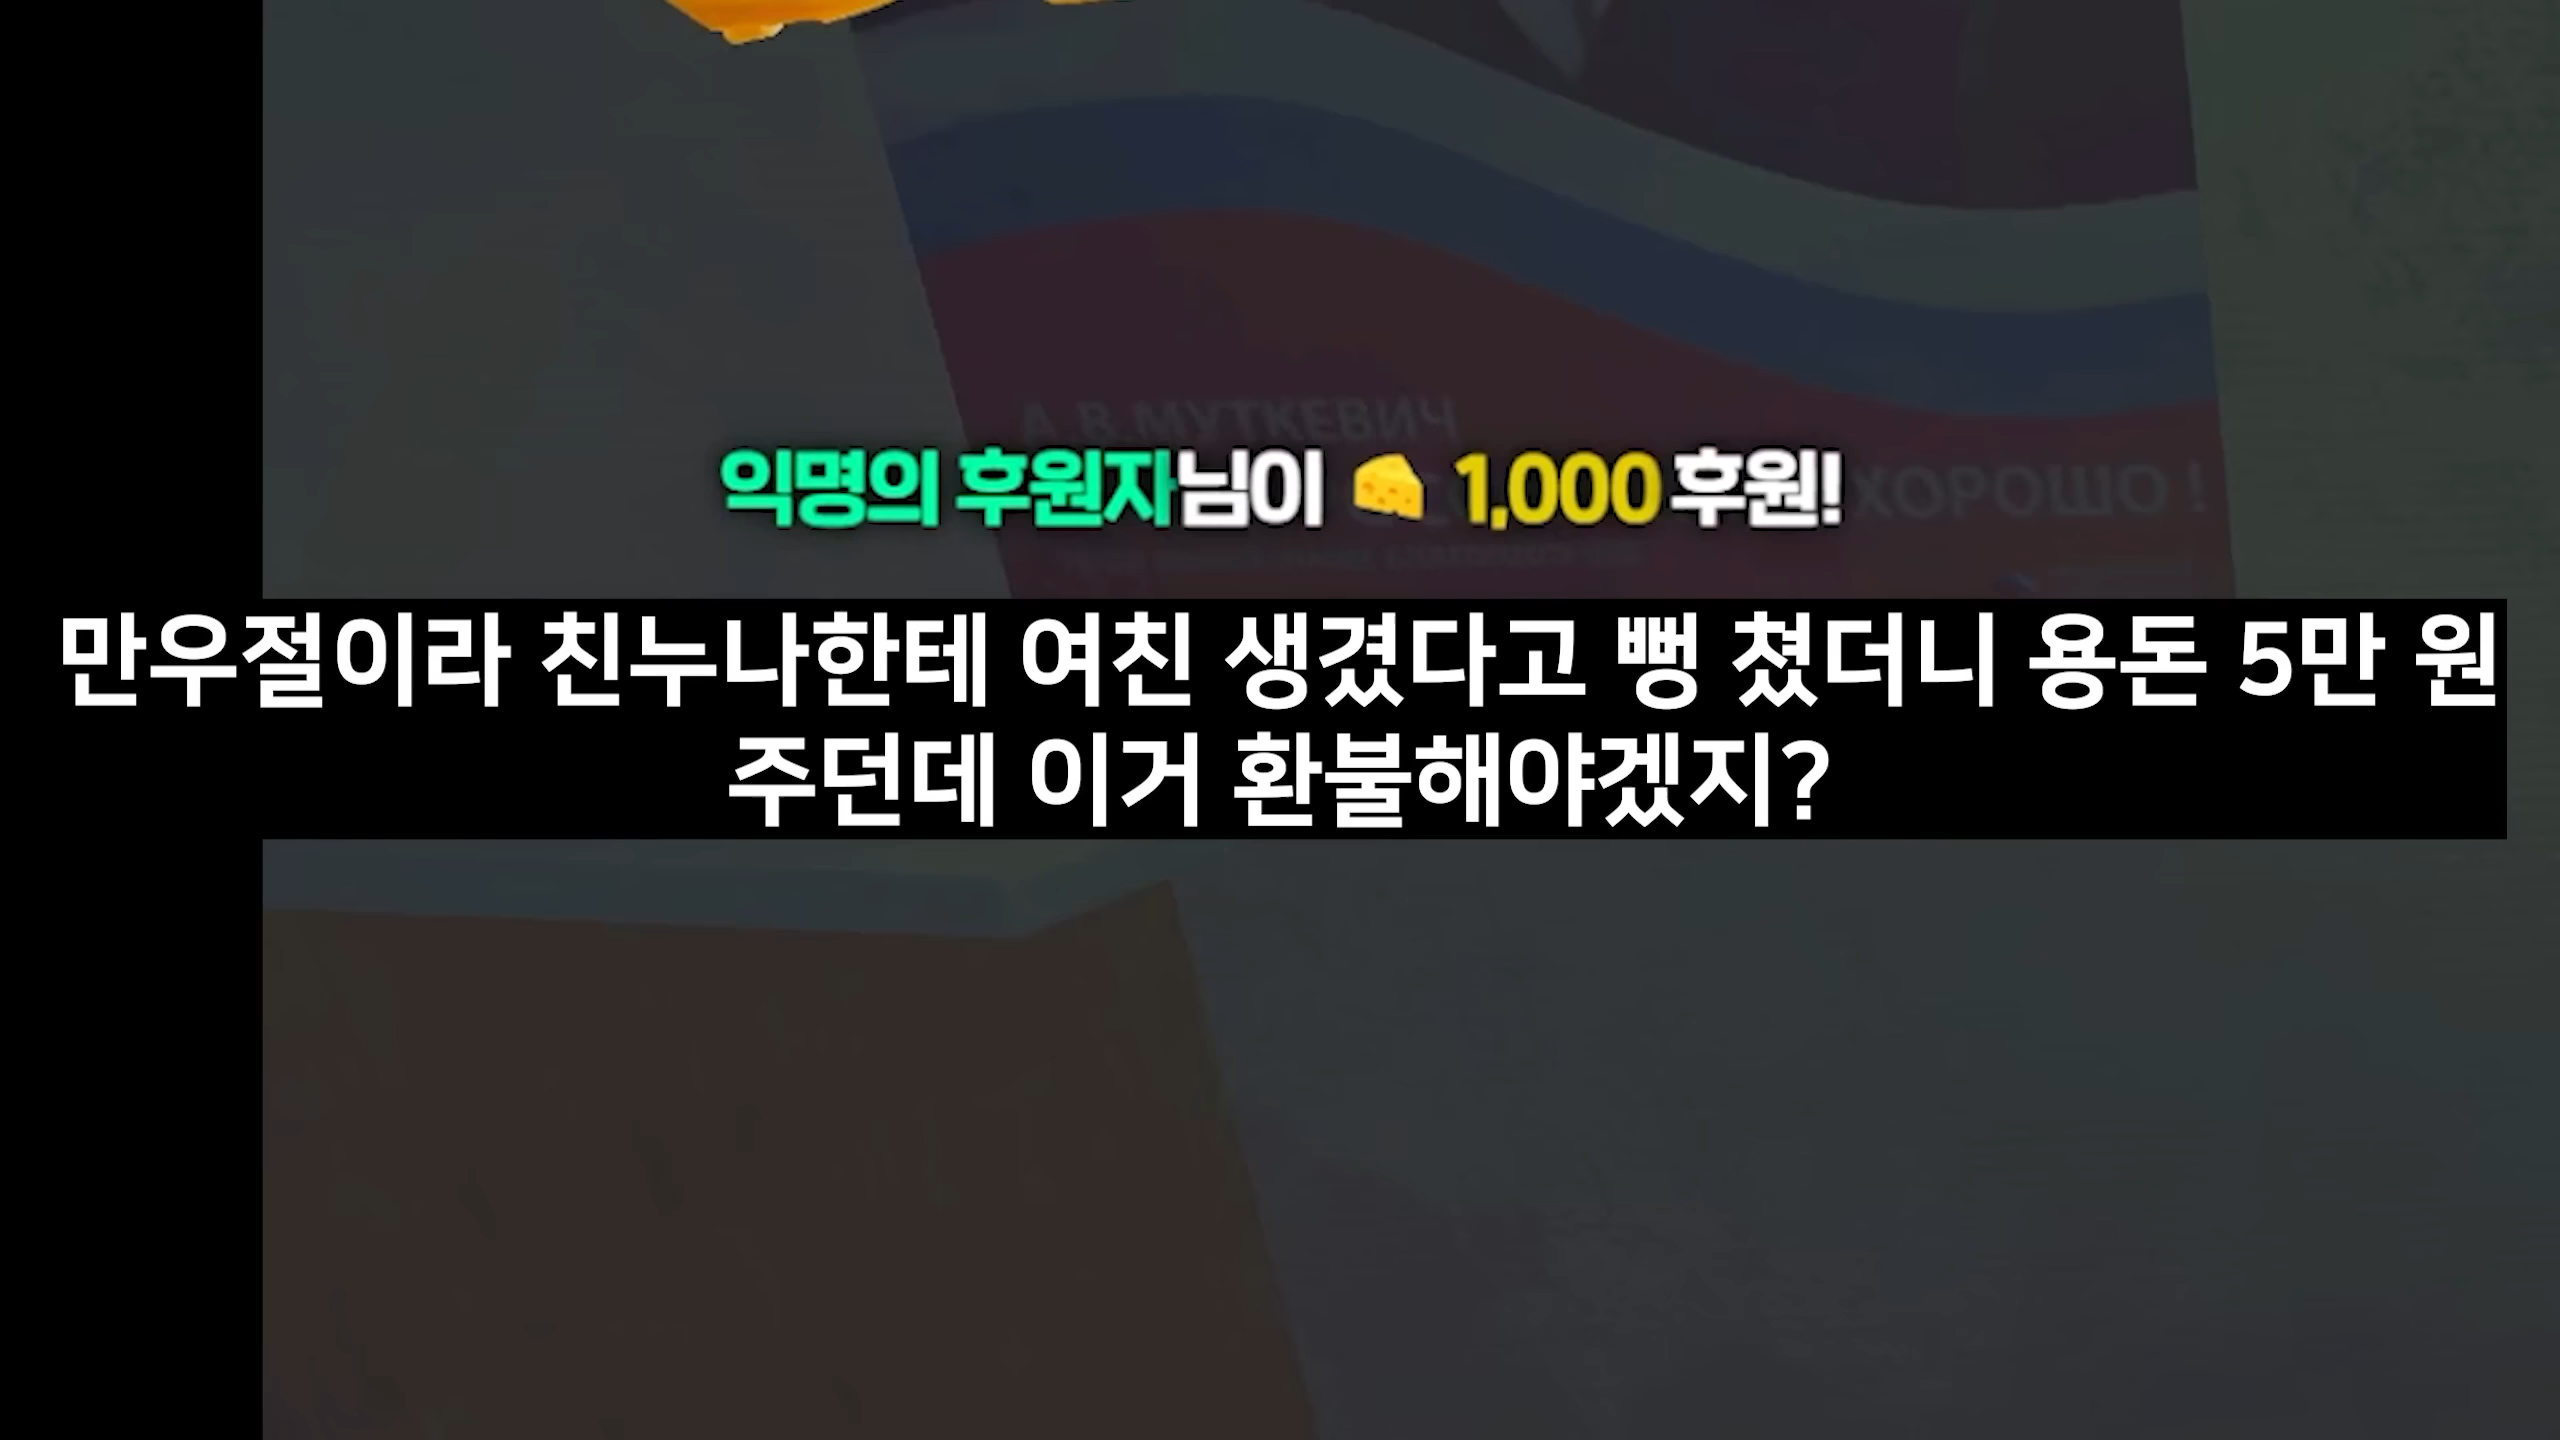 А.В.МУТКЕВИЧ
ХОРОШО!
익명의 후원자님이 🧀 1,000 후원!
만우절이라 친누나한테 여친 생겼다고 뻥 쳤더니 용돈 5만 원
주던데 이거 환불해야겠지?